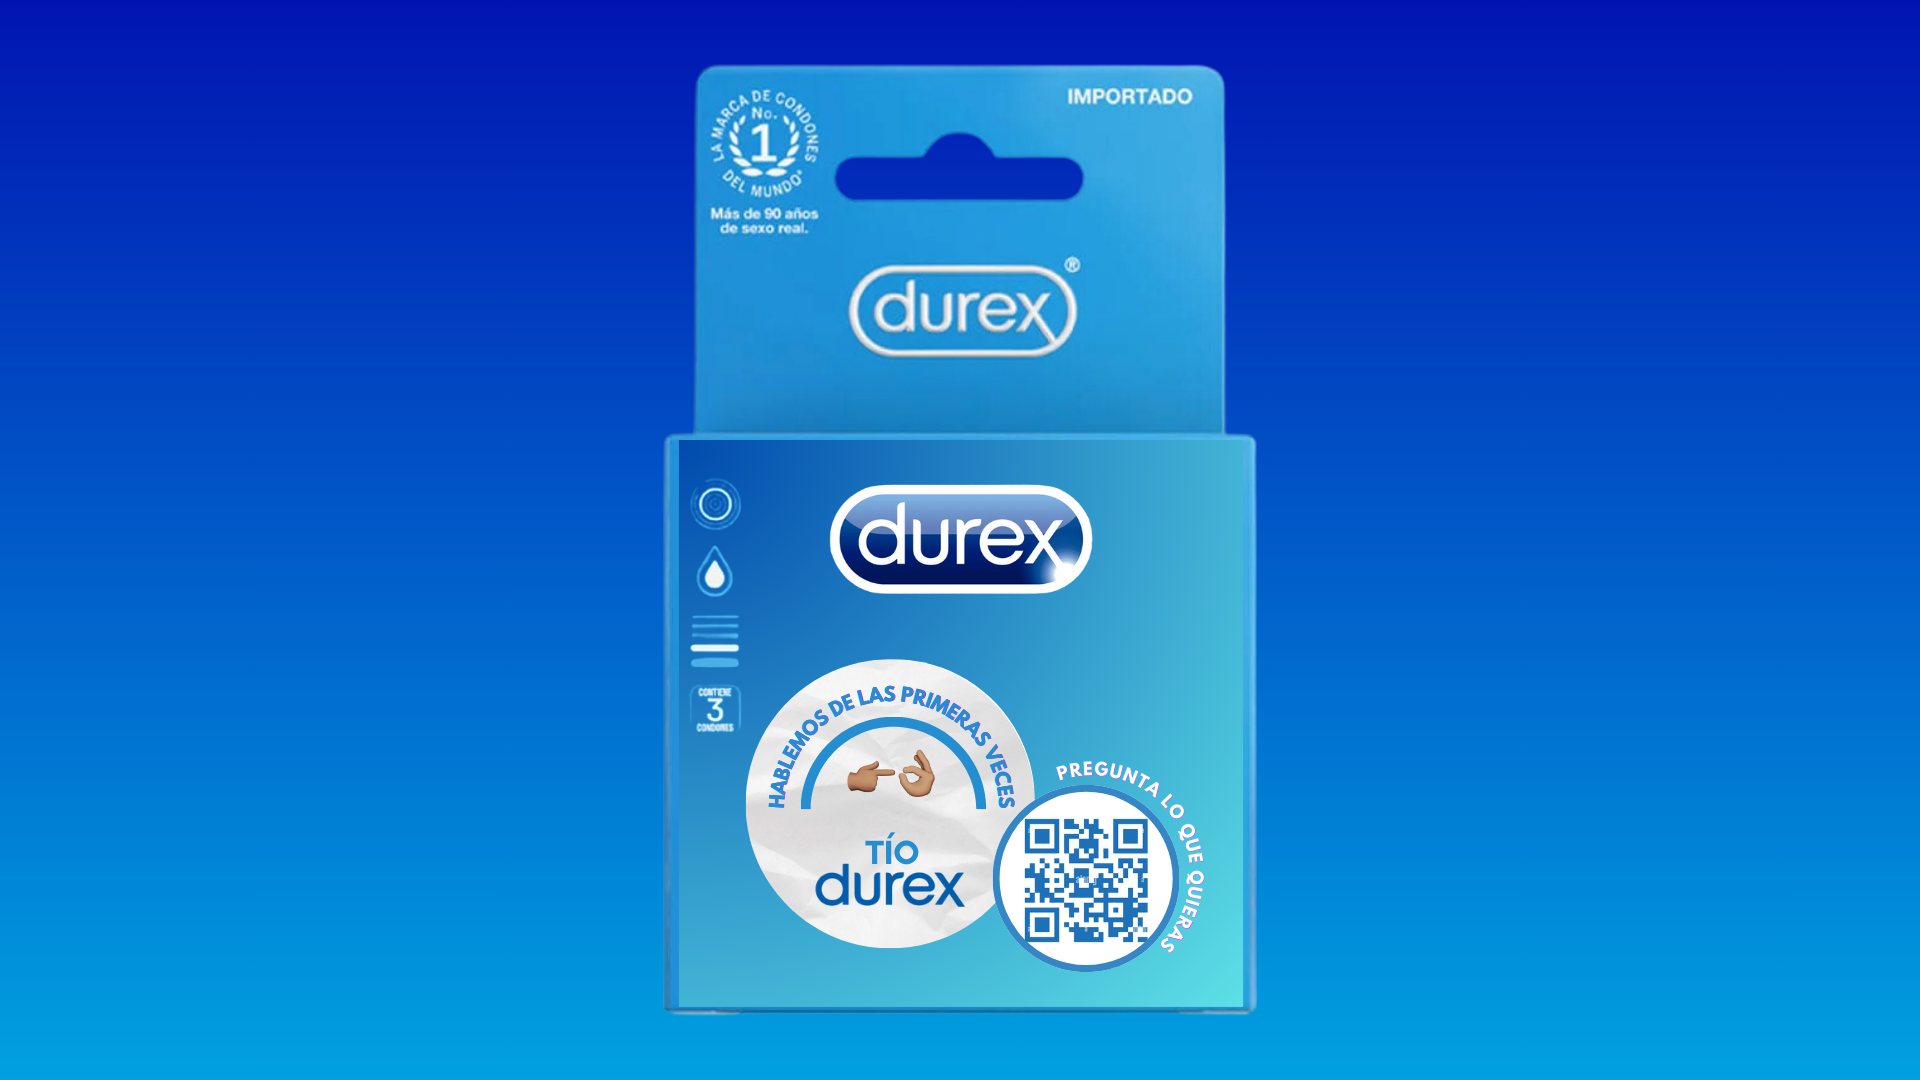 LA MARCA DE CONDONES
No.
1
DEL MUNDO®
Más de 90 años
de sexo real.
IMPORTADO
durex®
durex
CONTIENE
3
CONDONES
HABLEMOS DE LAS PRIMERAS VECES
TÍO
durex
PREGUNTA LO QUE QUIERAS